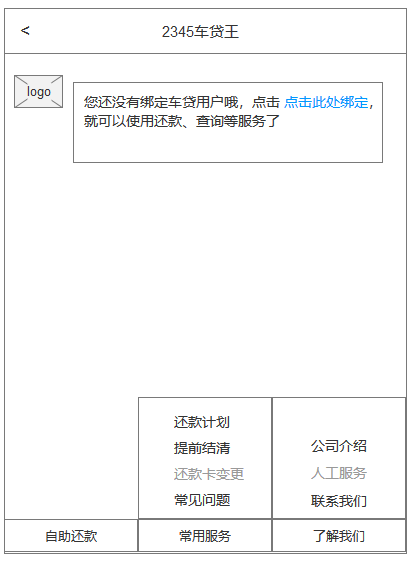 <
2345车贷王
logo
您还没有绑定车贷用户哦，点击 点击此处绑定，
就可以使用还款、查询等服务了
还款计划
提前结清
还款卡变更
常见问题
公司介绍
人工服务
联系我们
自助还款
常用服务
了解我们